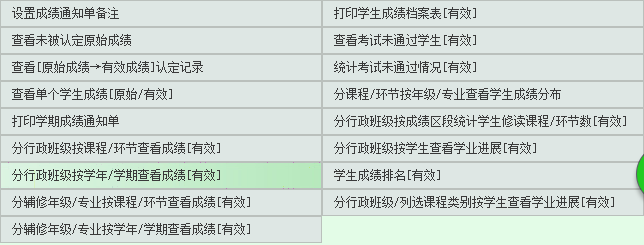 设置成绩通知单备注
打印学生成绩档案表[有效]
查看未被认定原始成绩
查看考试未通过学生[有效]
查看[原始成绩→有效成绩]认定记录
统计考试未通过情况[有效]
查看单个学生成绩[原始/有效]
分课程/环节按年级/专业查看学生成绩分布
打印学期成绩通知单
分行政班级按成绩区段统计学生修读课程/环节数[有效]
分行政班级按课程/环节查看成绩[有效]
分行政班级按学生查看学业进展[有效]
分行政班级按学年/学期查看成绩[有效]
学生成绩排名[有效]
分辅修年级/专业按课程/环节查看成绩[有效]
分行政班级/列选课程类别按学生查看学业进展[有效]
分辅修年级/专业按学年/学期查看成绩[有效]